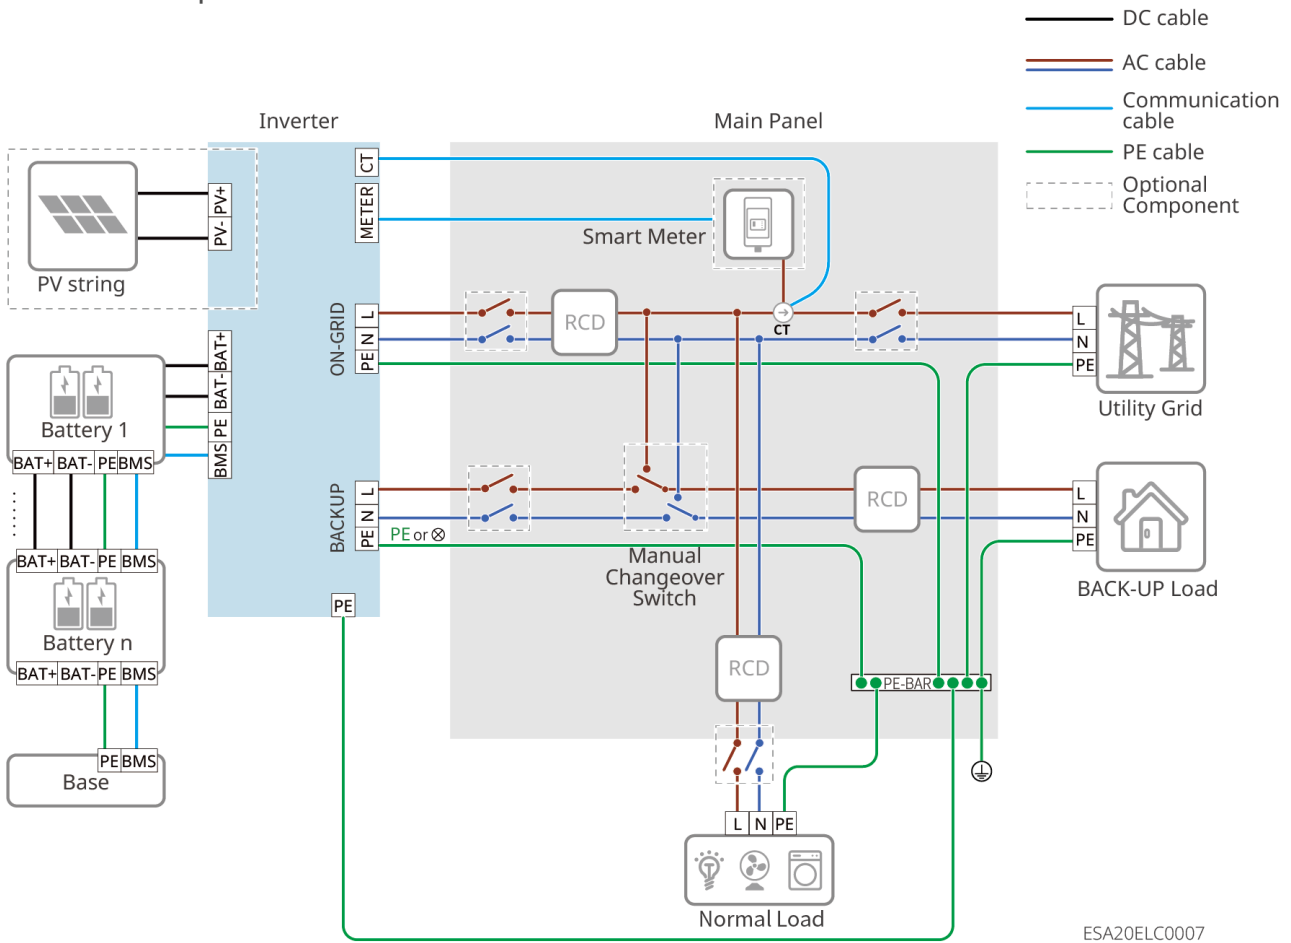 DC cable
AC cable
Communication
cable
PE cable
Optional
Component
Inverter
Main Panel
CT
METER
PV+
PV-
PV string
Smart Meter
CT
ON-GRID
L
N
PE
RCD
L
N
PE
Utility Grid
BAT+
BAT-
PE
BMS
Battery 1
BAT+ BAT- PE BMS
BACKUP
L
N
PE
PE or
RCD
L
N
PE
BACK-UP Load
Manual
Changeover
Switch
BAT+ BAT- PE BMS
Battery n
BAT+ BAT- PE BMS
PE
RCD
PE-BAR
PE BMS
Base
L N PE
Normal Load
ESA20ELC0007